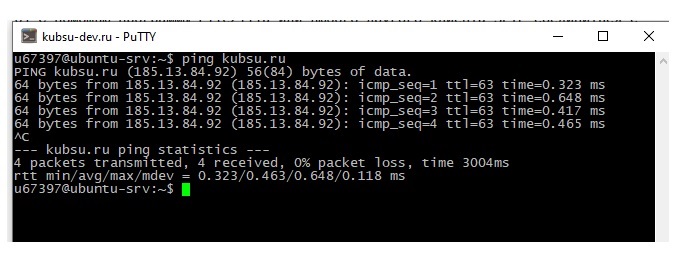 kubsu-dev.ru - PuTTY
u67397@ubuntu-srv:~$ ping kubsu.ru
PING kubsu.ru (185.13.84.92) 56(84) bytes of data.
64 bytes from 185.13.84.92 (185.13.84.92): icmp_seq=1 ttl=63 time=0.323 ms
64 bytes from 185.13.84.92 (185.13.84.92): icmp_seq=2 ttl=63 time=0.648 ms
64 bytes from 185.13.84.92 (185.13.84.92): icmp_seq=3 ttl=63 time=0.417 ms
64 bytes from 185.13.84.92 (185.13.84.92): icmp_seq=4 ttl=63 time=0.465 ms
^C
--- kubsu.ru ping statistics ---
4 packets transmitted, 4 received, 0% packet loss, time 3004ms
rtt min/avg/max/mdev = 0.323/0.463/0.648/0.118 ms
u67397@ubuntu-srv:~$